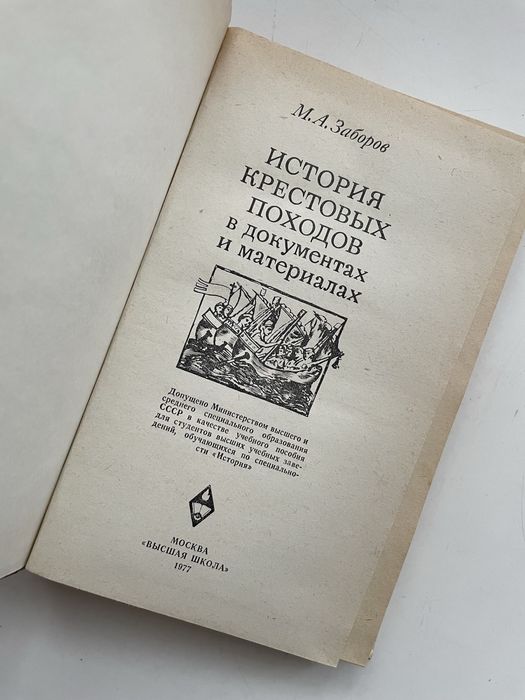 М. А. Заборов
ИСТОРИЯ
КРЕСТОВЫХ
ПОХОДОВ
в документах
и материалах
Допущено Министерством высшего и
среднего специального образования
СССР в качестве учебного пособия
для студентов высших учебных заве-
дений, обучающихся по специально-
сти «История»
МОСКВА
«ВЫСШАЯ ШКОЛА»
1977